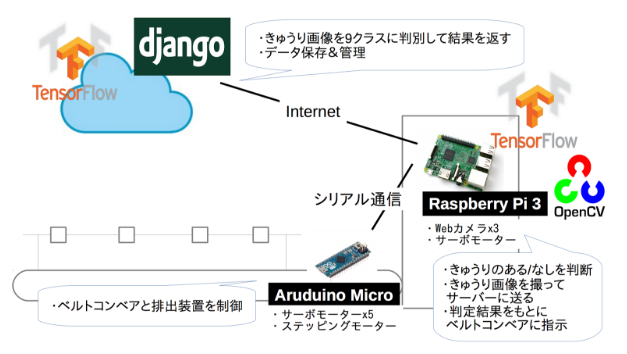 django
・きゅうり画像を9クラスに判別して結果を返す
・データ保存＆管理
TensorFlow
Internet
TensorFlow
シリアル通信
Raspberry Pi 3
OpenCV
・Webカメラx3
・サーボモーター
・きゅうりのある/なしを判断
・きゅうり画像を撮って
サーバーに送る
・判定結果をもとに
ベルトコンベアに指示
・ベルトコンベアと排出装置を制御
Aruduino Micro
・サーボモーターx5
・ステッピングモーター